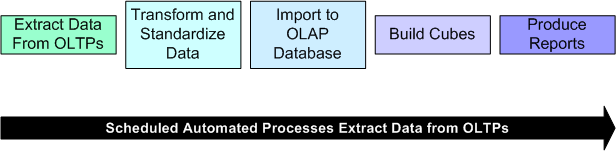 Extract Data
From OLTPs
Transform and
Standardize
Data
Import to
OLAP
Database
Build Cubes
Produce
Reports
Scheduled Automated Processes Extract Data from OLTPs